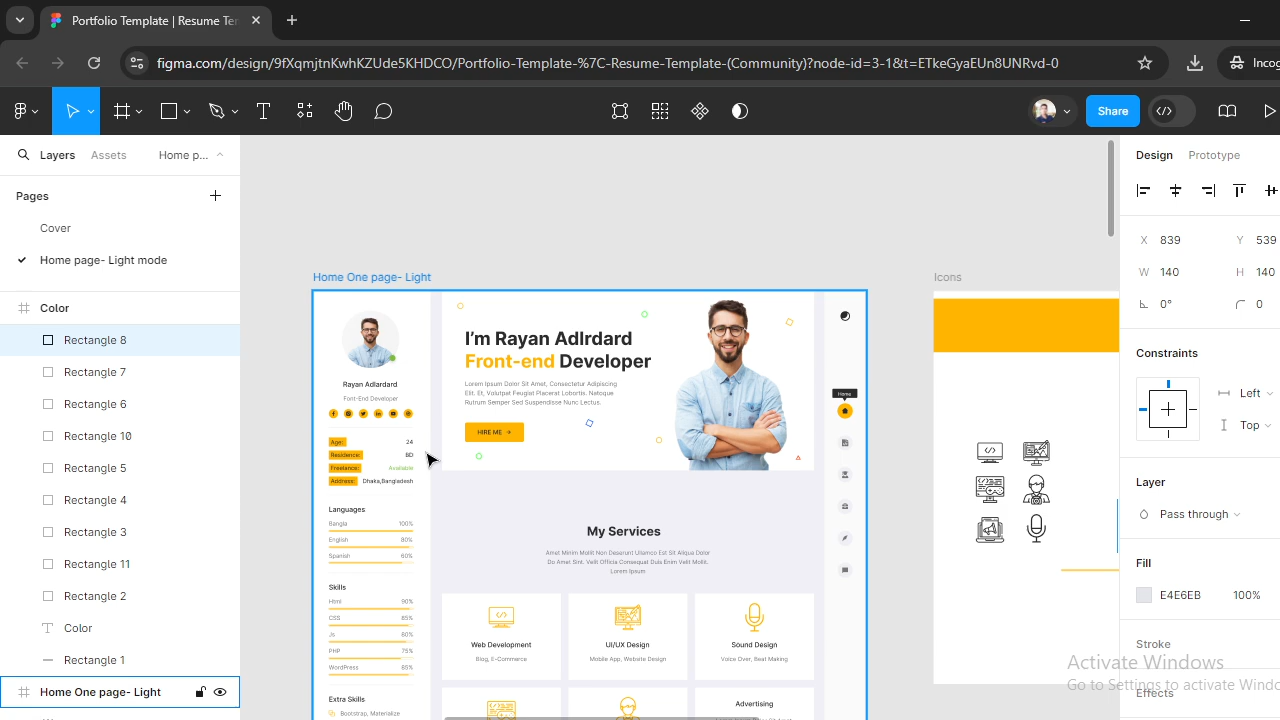 Portfolio Template | Resume Ter
figma.com/design/9fXqmjtnKwhKZUde5KHDCO/Portfolio-Template-%7C-Resume-Template-(Community)?node-id=3-1&t=ETkeGyaEUn8UNRvd-0
Incog
Share
Layers
Assets
Home p...
Pages
Cover
Home page- Light mode
Color
Rectangle 8
Rectangle 7
Rectangle 6
Rectangle 10
Rectangle 5
Rectangle 4
Rectangle 3
Rectangle 11
Rectangle 2
Color
Rectangle 1
Home One page- Light
Home One page- Light
Rayan Adlardard
Font-End Developer
Age: 24
Residence: BD
Freelance: Available
Address: Dhaka,Bangladesh
Languages
Bangla 100%
English 80%
Spanish 60%
Skills
Html 90%
CSS 85%
Js 80%
PHP 75%
WordPress 85%
Extra Skills
Bootstrap, Materialize
I'm Rayan Adlrdard
Front-end Developer
Lorem Ipsum Dolor Sit Amet, Consectetur Adipiscing
Elit. Et, Volutpat Feugiat Placerat Lobortis. Natoque
Rutrum Semper Sed Suspendisse Nunc Lectus.
HIRE ME →
Home
My Services
Amet Minim Mollit Non Deserunt Ullamco Est Sit Aliqua Dolor
Do Amet Sint. Velit Officia Consequat Duis Enim Velit Mollit.
Lorem Ipsum
Web Development
Blog, E-Commerce
UI/UX Design
Mobile App, Website Design
Sound Design
Voice Over, Beat Making
Advertising
Icons
Design
Prototype
X 839
Y 539
W 140
H 140
0°
0
Constraints
Left
Top
Layer
Pass through
Fill
E4E6EB 100%
Stroke
Effects
Activate Windows
Go to Settings to activate Windo